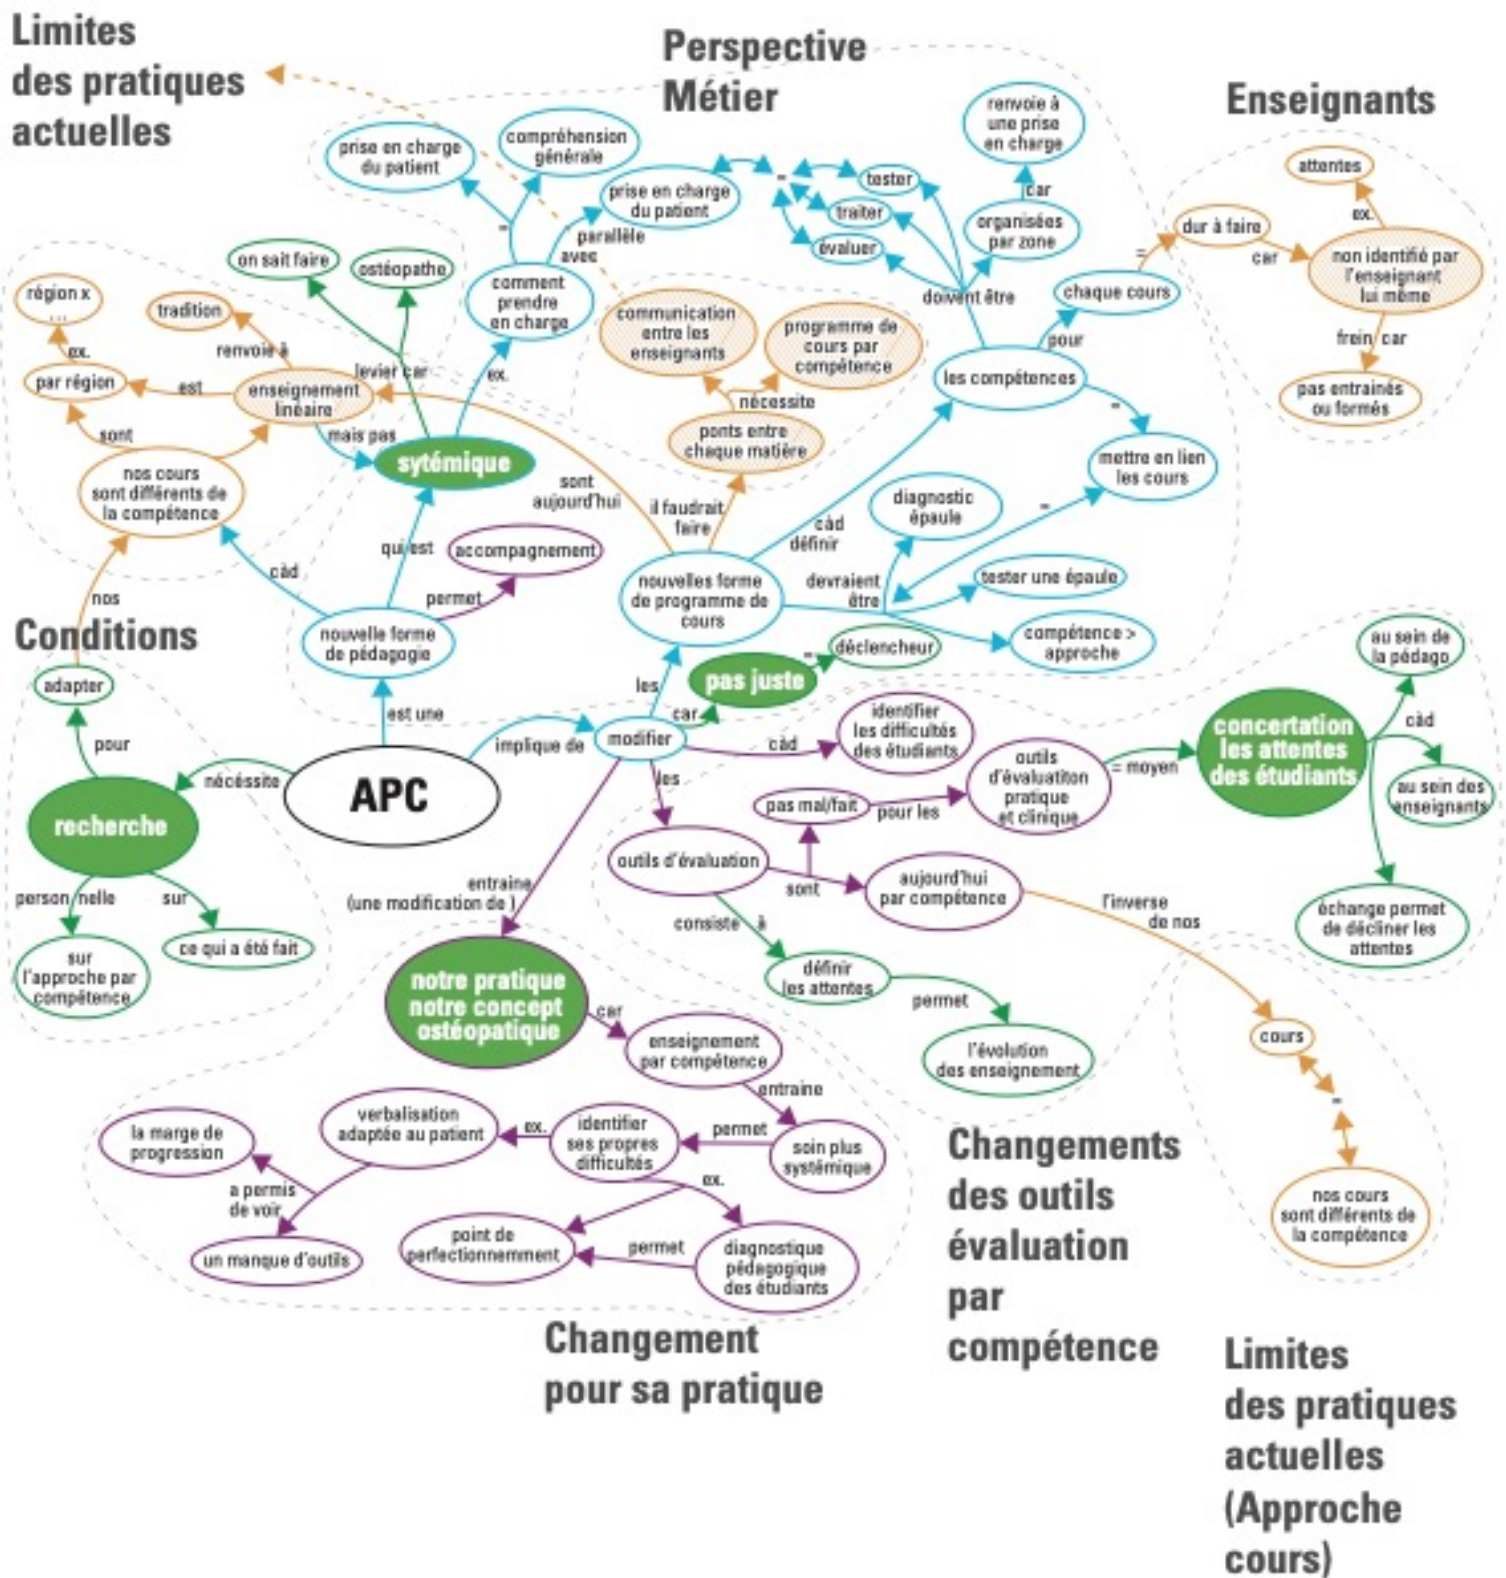 Limites
des pratiques
actuelles
Perspective
Métier
Enseignants
prise en charge
du patient
compréhension
générale
prise en charge
du patient
=
tester
traiter
évaluer
renvoie à
une prise
en charge
car
organisées
par zone
doivent être
attentes
ex.
dur à faire
car
non identifié par
l'enseignant
lui même
frein car
pas entrainés
ou formés
=
chaque cours
pour
les compétences
=
mettre en lien
les cours
=
parallèle
avec
=
comment
prendre
en charge
ex.
on sait faire
ostéopathe
levier car
région x
...
ex.
par région
est
tradition
renvoie à
enseignement
linéaire
mais pas
sont
nos cours
sont différents de
la compétence
sytémique
communication
entre les
enseignants
programme de
cours par
compétence
nécessite
ponts entre
chaque matière
il faudrait
faire
sont
aujourd'hui
càd
définir
diagnostic
épaule
devraient
être
tester une épaule
compétence >
approche
nouvelles forme
de programme de
cours
qui est
accompagnement
permet
càd
nouvelle forme
de pédagogie
nos
Conditions
adapter
pour
est une
nécéssite
APC
implique de
modifier
les
car
pas juste
=
déclencheur
recherche
person nelle
sur
sur
l'approche par
compétence
ce qui a été fait
càd
identifier
les difficultés
des étudiants
les
outils d'évaluation
sont
pas mal/fait
pour les
outils
d'évaluatiton
pratique
et clinique
= moyen
concertation
les attentes
des étudiants
càd
au sein de
la pédago
au sein des
enseignants
échange permet
de décliner les
attentes
aujourd'hui
par compétence
l'inverse
de nos
cours
=
nos cours
sont différents de
la compétence
consiste à
définir
les attentes
permet
l'évolution
des enseignement
entraine
(une modification de )
notre pratique
notre concept
ostéopatique
car
enseignement
par compétence
entraine
soin plus
systémique
permet
identifier
ses propres
difficultés
ex.
verbalisation
adaptée au patient
a permis
de voir
la marge de
progression
un manque d'outils
ex.
point de
perfectionnemment
permet
diagnostique
pédagogique
des étudiants
Changement
pour sa pratique
Changements
des outils
évaluation
par
compétence
Limites
des pratiques
actuelles
(Approche
cours)